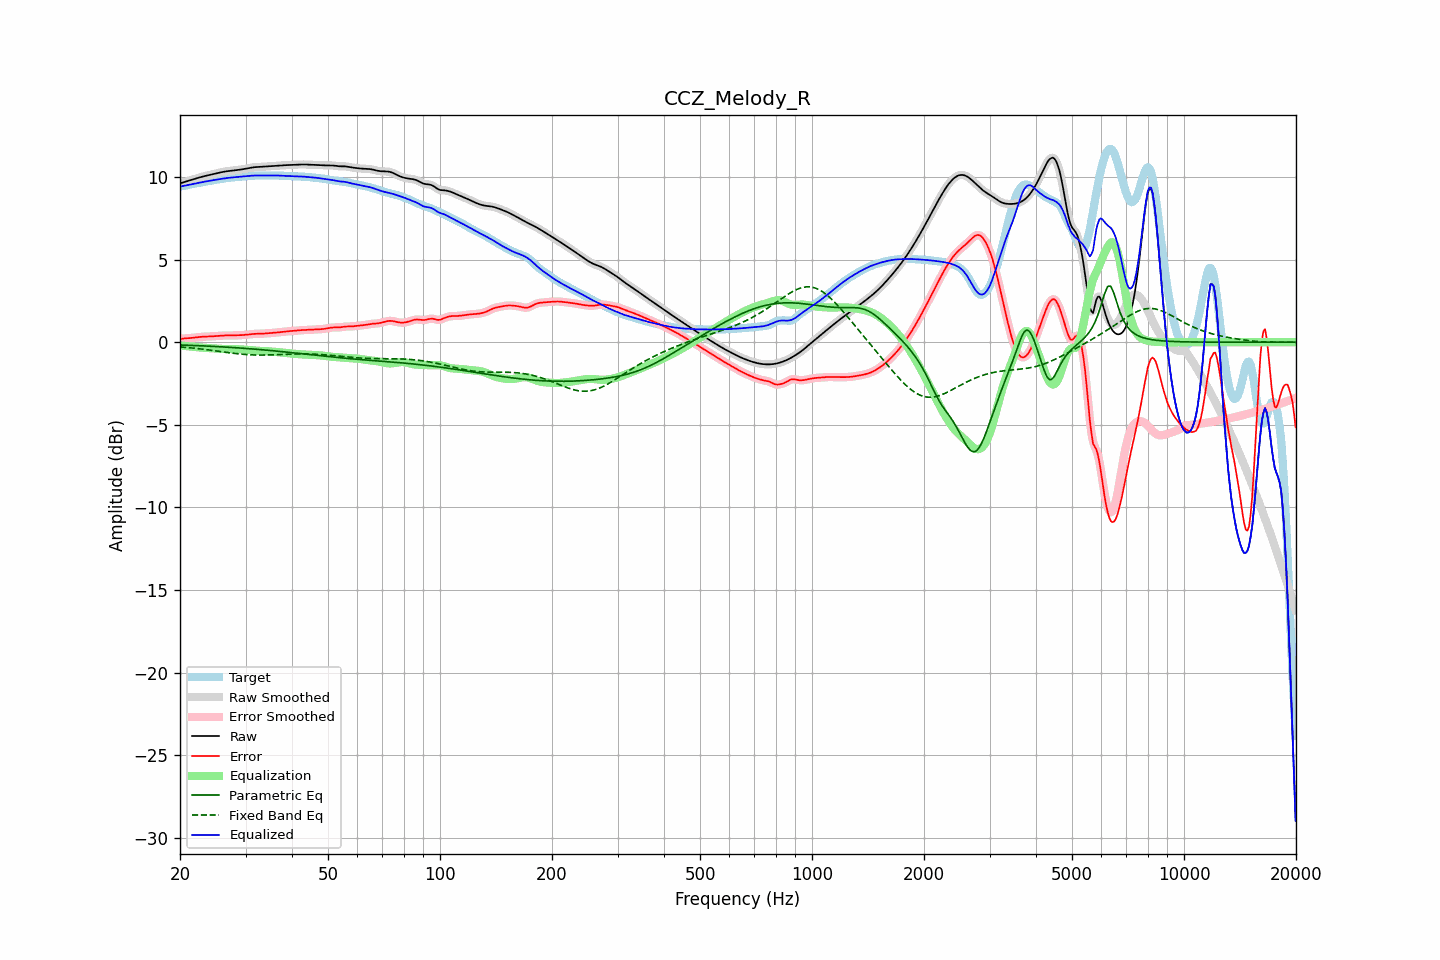 CCZ_Melody_R
Amplitude (dBr)
10
5
0
−5
−10
−15
−20
−25
−30
Target
Raw Smoothed
Error Smoothed
Raw
Error
Equalization
Parametric Eq
Fixed Band Eq
Equalized
20 50 100 200 500 1000 2000 5000 10000 20000
Frequency (Hz)